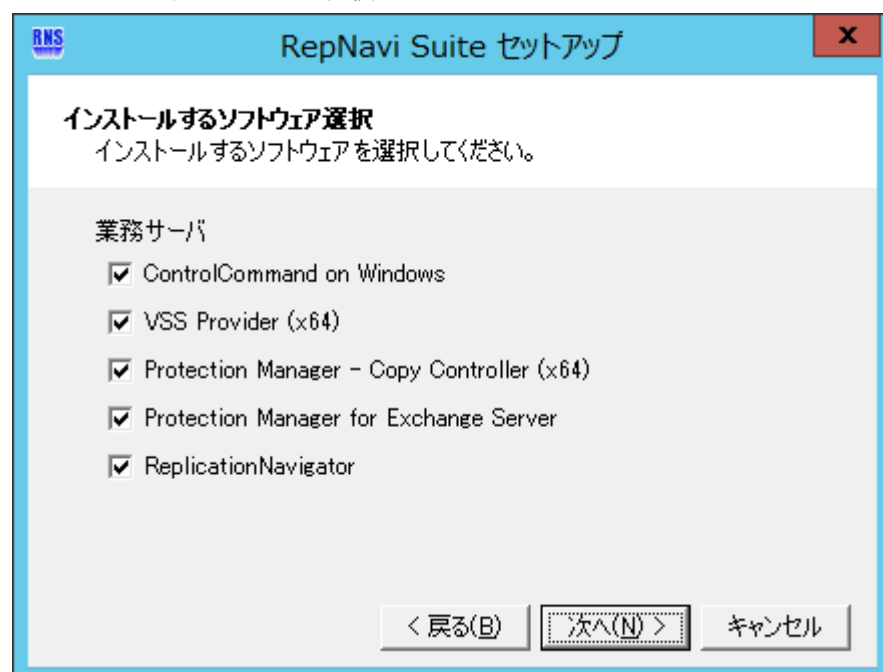 RNS
RepNavi Suite セットアップ
x
インストールするソフトウェア選択
インストールするソフトウェアを選択してください。
業務サーバ
ControlCommand on Windows
VSS Provider (x64)
Protection Manager - Copy Controller (x64)
Protection Manager for Exchange Server
ReplicationNavigator
< 戻る(B)
次へ(N) >
キャンセル